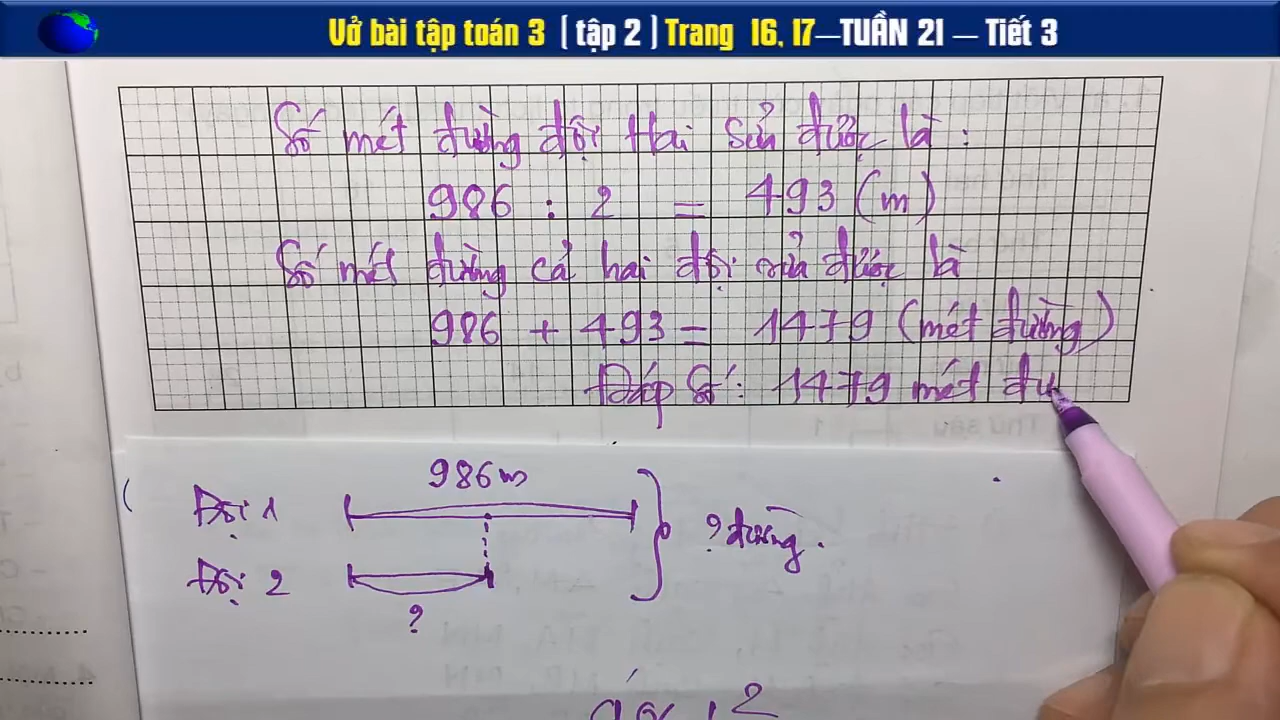 Vở bài tập toán 3 ( tập 2 ) Trang 16, 17–TUẦN 21 – Tiết 3
Số mét đường đội Hai sửa được là :
986 : 2 = 493 (m)
Số mét đường cả hai đội sửa được là
986 + 493 = 1479 (mét đường)
Đáp Số : 1479 mét đư
986m
Đội 1
? đường.
Đội 2
?